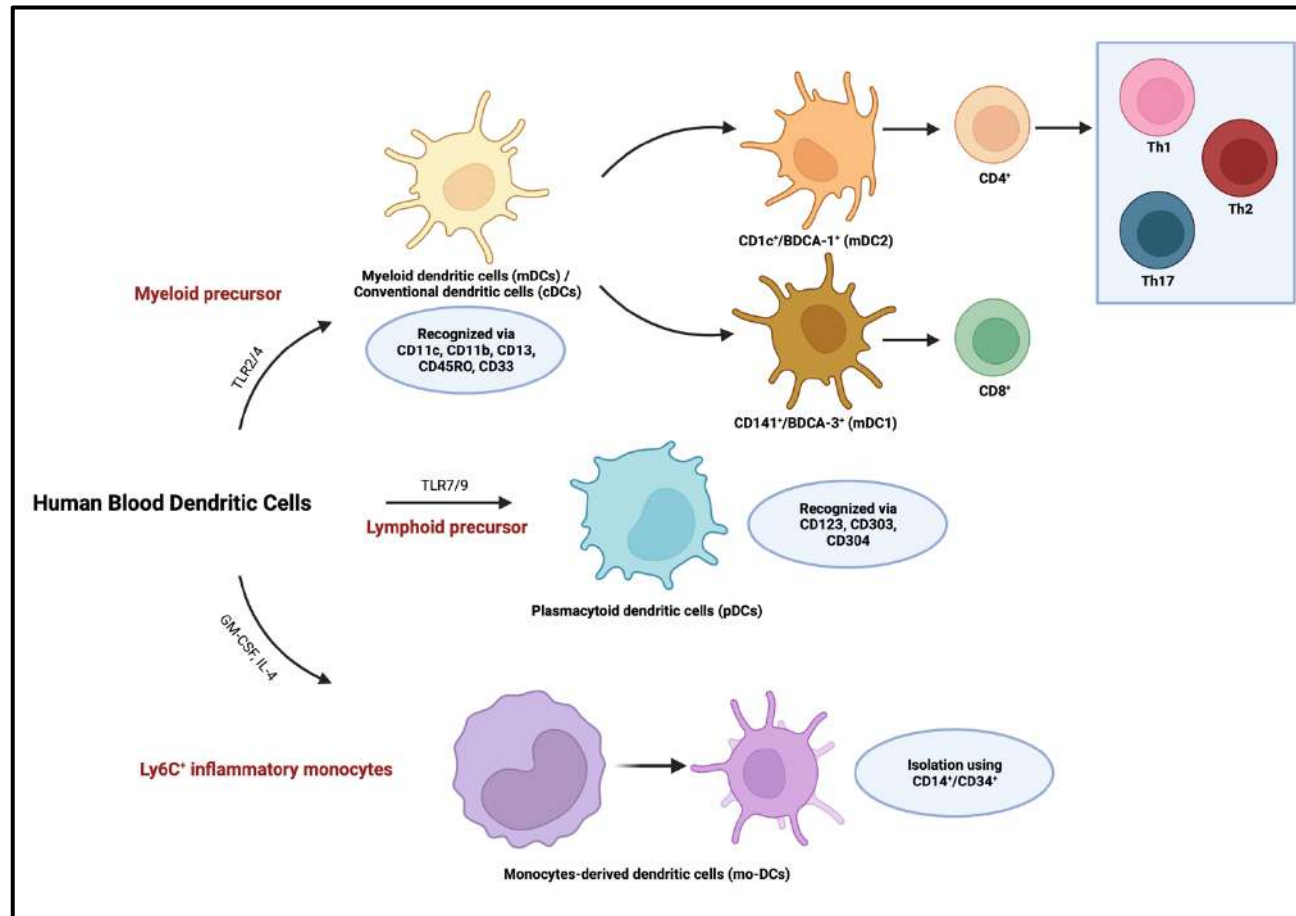 Th1
Th2
Th17
CD4⁺
CD1c⁺/BDCA-1⁺ (mDC2)
Myeloid dendritic cells (mDCs) /
Conventional dendritic cells (cDCs)
Myeloid precursor
Recognized via
CD11c, CD11b, CD13,
CD45RO, CD33
TLR2/4
CD8⁺
CD141⁺/BDCA-3⁺ (mDC1)
Human Blood Dendritic Cells
TLR7/9
Lymphoid precursor
Recognized via
CD123, CD303,
CD304
Plasmacytoid dendritic cells (pDCs)
GM-CSF, IL-4
Ly6C⁺ inflammatory monocytes
Isolation using
CD14⁺/CD34⁺
Monocytes-derived dendritic cells (mo-DCs)